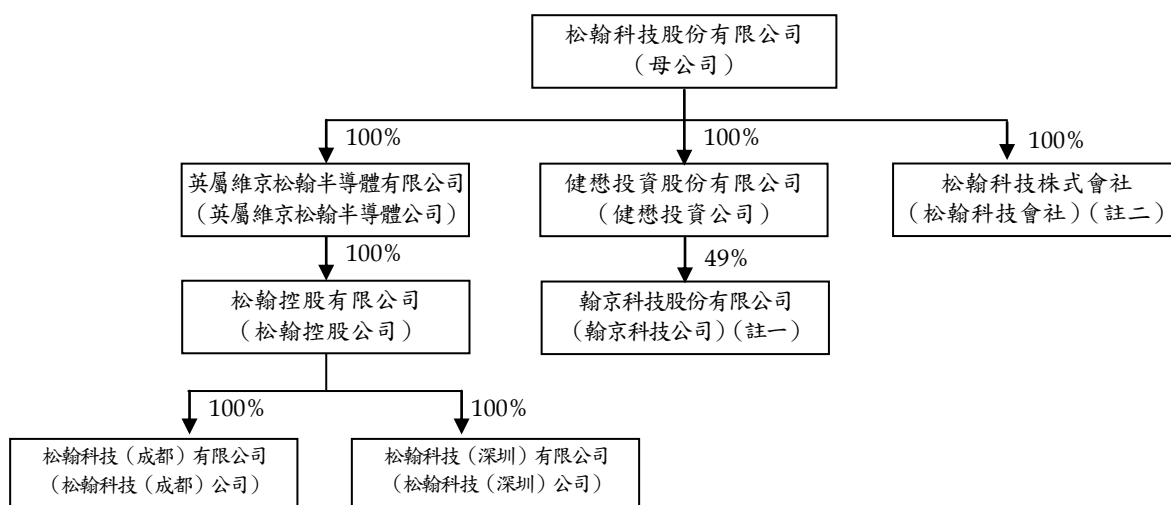 松翰科技股份有限公司
（母公司）
100%
100%
100%
英屬維京松翰半導體有限公司
（英屬維京松翰半導體公司）
健懋投資股份有限公司
（健懋投資公司）
松翰科技株式會社
（松翰科技會社）（註二）
100%
49%
松翰控股有限公司
（松翰控股公司）
翰京科技股份有限公司
（翰京科技公司）（註一）
100%
100%
松翰科技（成都）有限公司
（松翰科技（成都）公司）
松翰科技（深圳）有限公司
（松翰科技（深圳）公司）